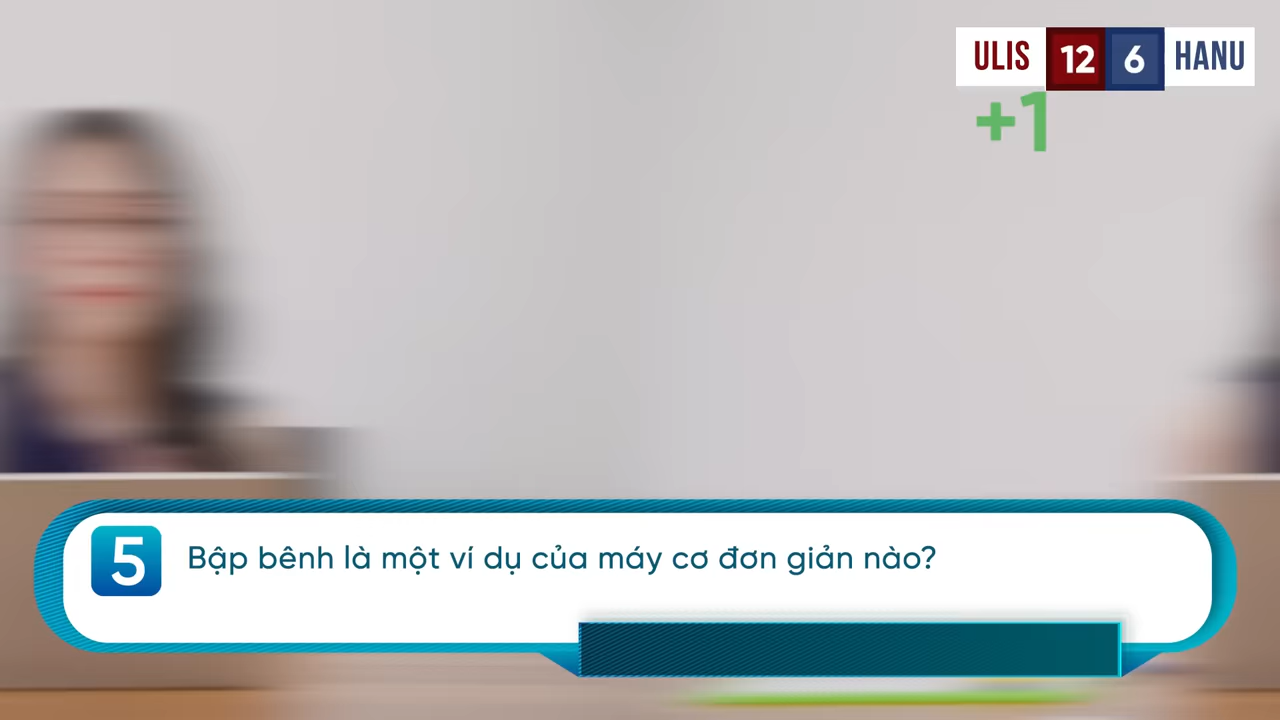 ULIS 12 6 HANU
+1
5 Bập bênh là một ví dụ của máy cơ đơn giản nào?